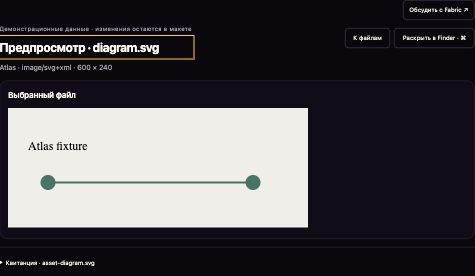 Обсудить с Fabric ↗
Демонстрационные данные · изменения остаются в макете
Предпросмотр · diagram.svg
К файлам
Раскрыть в Finder · ⌘
Atlas · image/svg+xml · 600 × 240
Выбранный файл
Atlas fixture
Квитанция · asset-diagram.svg